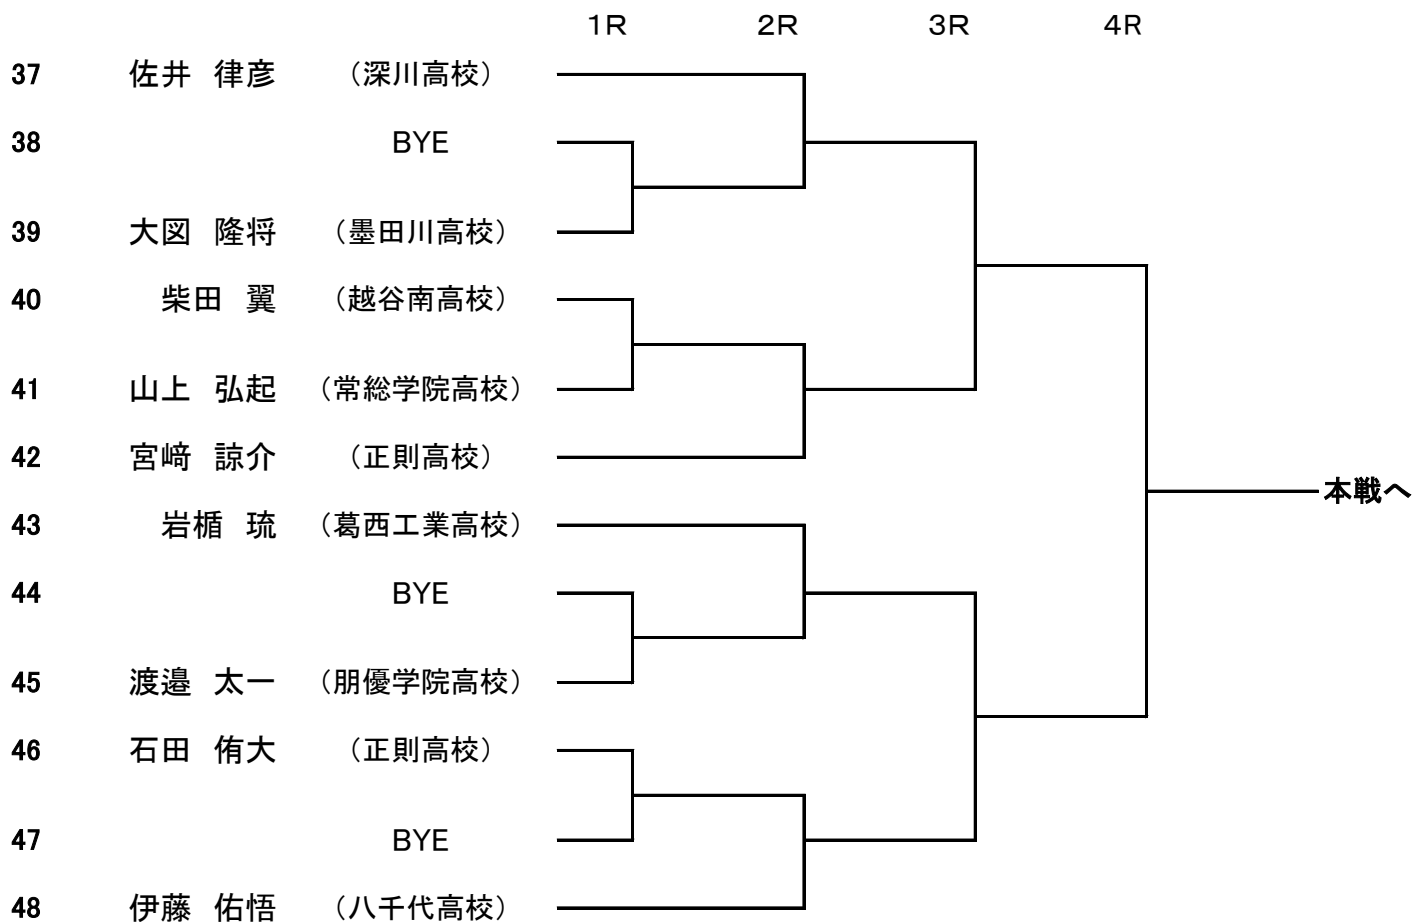 １Ｒ ２Ｒ ３Ｒ ４Ｒ
37 佐井 律彦 （深川高校）
38 BYE
39 大図 隆将 （墨田川高校）
40 柴田 翼 （越谷南高校）
41 山上 弘起 （常総学院高校）
42 宮﨑 諒介 （正則高校）
43 岩楯 琉 （葛西工業高校）
本戦へ
44 BYE
45 渡邉 太一 （朋優学院高校）
46 石田 侑大 （正則高校）
47 BYE
48 伊藤 佑悟 （八千代高校）